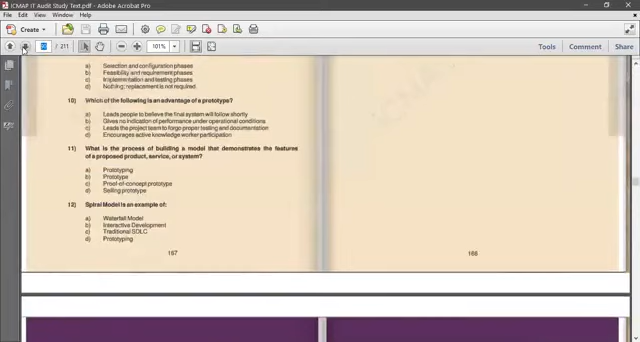 ICMAP IT Audit Study Text.pdf - Adobe Acrobat Pro
File Edit View Window Help
Create
/ 211
101%
Tools Comment Share
a) Selection and configuration phases
b) Feasibility and requirement phases
c) Implementation and testing phases
d) Nothing; replacement is not required
10) Which of the following is an advantage of a prototype?
a) Leads people to believe the final system will follow shortly
b) Gives no indication of performance under operational conditions
c) Leads the project team to forgo proper testing and documentation
d) Encourages active knowledge worker participation
11) What is the process of building a model that demonstrates the features
of a proposed product, service, or system?
a) Prototyping
b) Prototype
c) Proof-of-concept prototype
d) Selling prototype
12) Spiral Model is an example of:
a) Waterfall Model
b) Interactive Development
c) Traditional SDLC
d) Prototyping
167
168